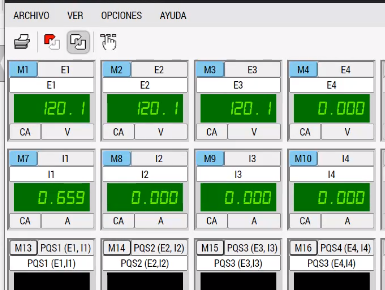 ARCHIVO VER OPCIONES AYUDA
M1 E1 M2 E2 M3 E3 M4 E4
E1 E2 E3 E4
120.1 120.1 120.1 0.000
CA V CA V CA V CA V
M7 I1 M8 I2 M9 I3 M10 I4
I1 I2 I3 I4
0.659 0.000 0.000 0.000
CA A CA A CA A CA A
M13 PQS1 (E1, I1) M14 PQS2 (E2, I2) M15 PQS3 (E3, I3) M16 PQS4 (E4, I4)
PQS1 (E1,I1) PQS2 (E2,I2) PQS3 (E3,I3) PQS3 (E4,I4)